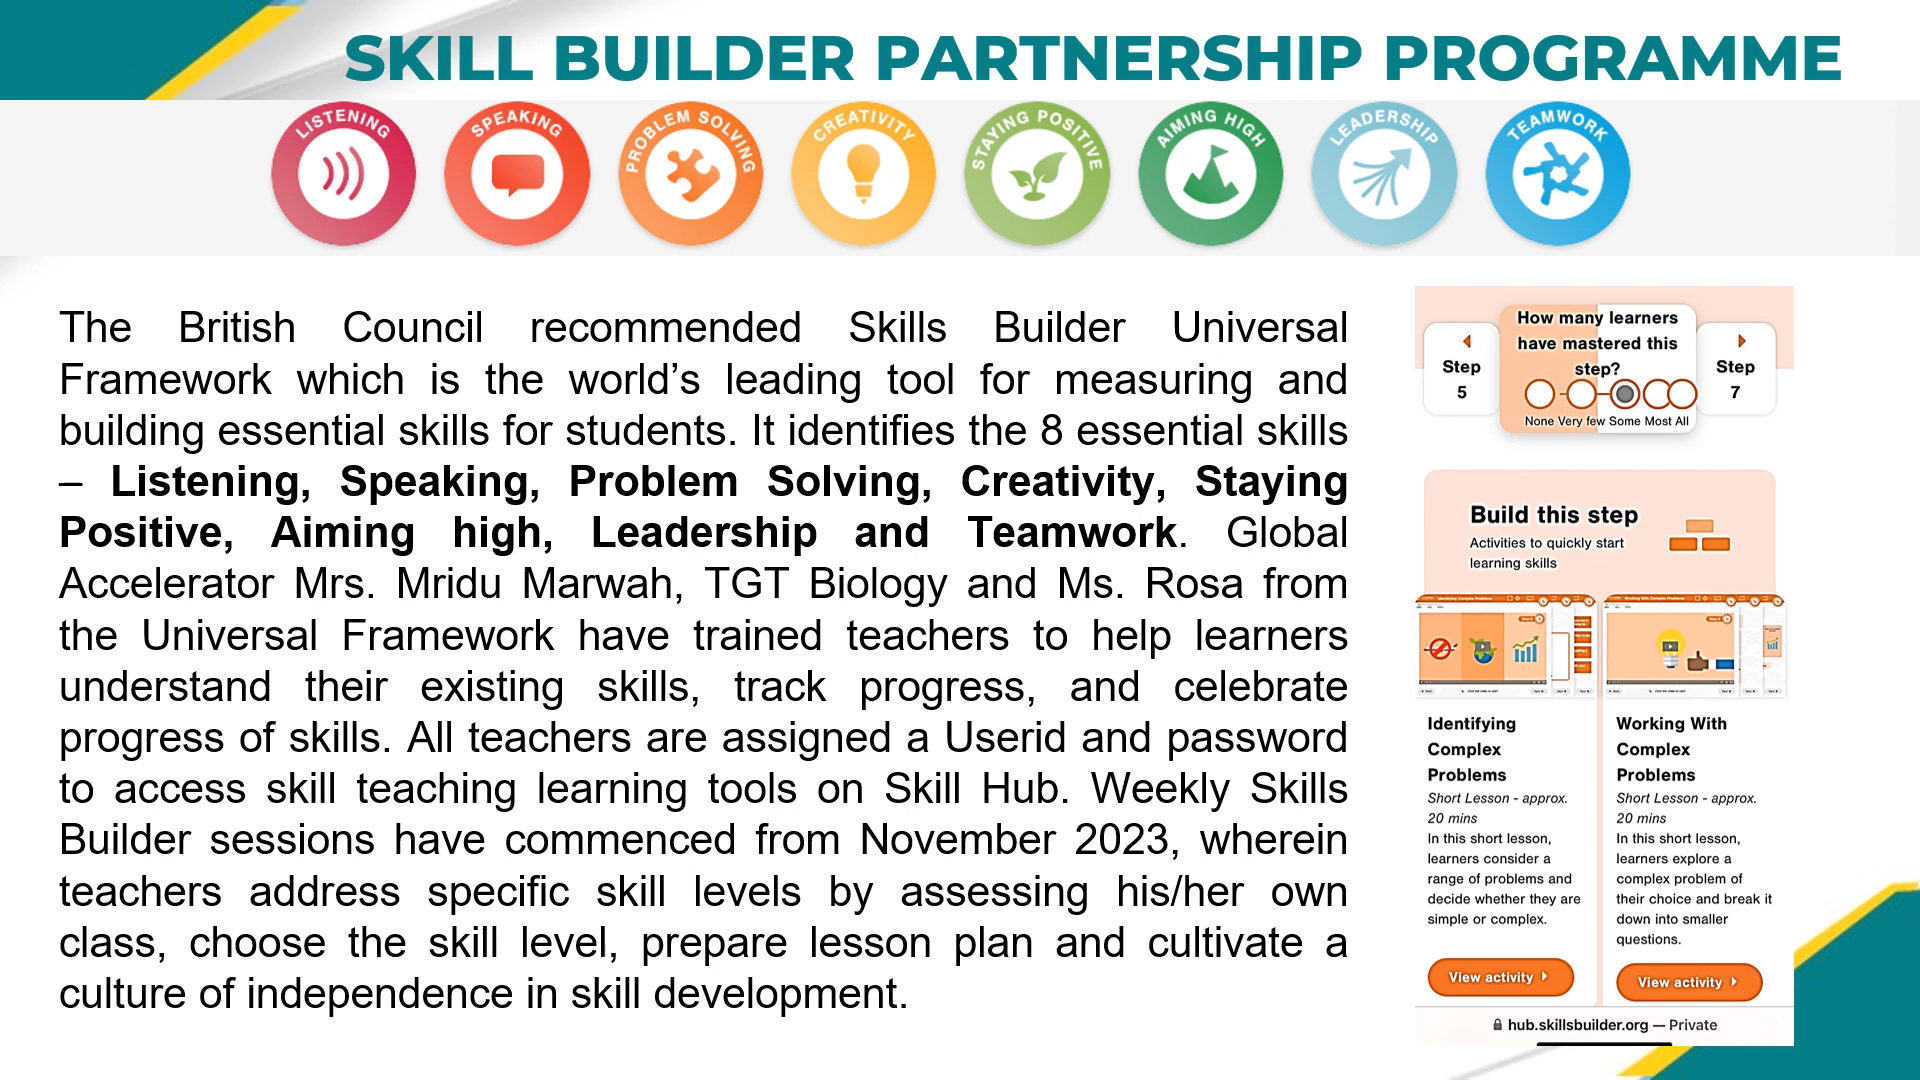 SKILL BUILDER PARTNERSHIP PROGRAMME
LISTENING
SPEAKING
PROBLEM SOLVING
CREATIVITY
STAYING POSITIVE
AIMING HIGH
LEADERSHIP
TEAMWORK
The British Council recommended Skills Builder Universal
Framework which is the world’s leading tool for measuring and
building essential skills for students. It identifies the 8 essential skills
– Listening, Speaking, Problem Solving, Creativity, Staying
Positive, Aiming high, Leadership and Teamwork. Global
Accelerator Mrs. Mridu Marwah, TGT Biology and Ms. Rosa from
the Universal Framework have trained teachers to help learners
understand their existing skills, track progress, and celebrate
progress of skills. All teachers are assigned a Userid and password
to access skill teaching learning tools on Skill Hub. Weekly Skills
Builder sessions have commenced from November 2023, wherein
teachers address specific skill levels by assessing his/her own
class, choose the skill level, prepare lesson plan and cultivate a
culture of independence in skill development.
Step
5
How many learners
have mastered this
step?
None Very few Some Most All
Step
7
Build this step
Activities to quickly start
learning skills
Identifying
Complex
Problems
Short Lesson - approx.
20 mins
In this short lesson,
learners consider a
range of problems and
decide whether they are
simple or complex.
View activity
Working With
Complex
Problems
Short Lesson - approx.
20 mins
In this short lesson,
learners explore a
complex problem of
their choice and break it
down into smaller
questions.
View activity
hub.skillsbuilder.org — Private